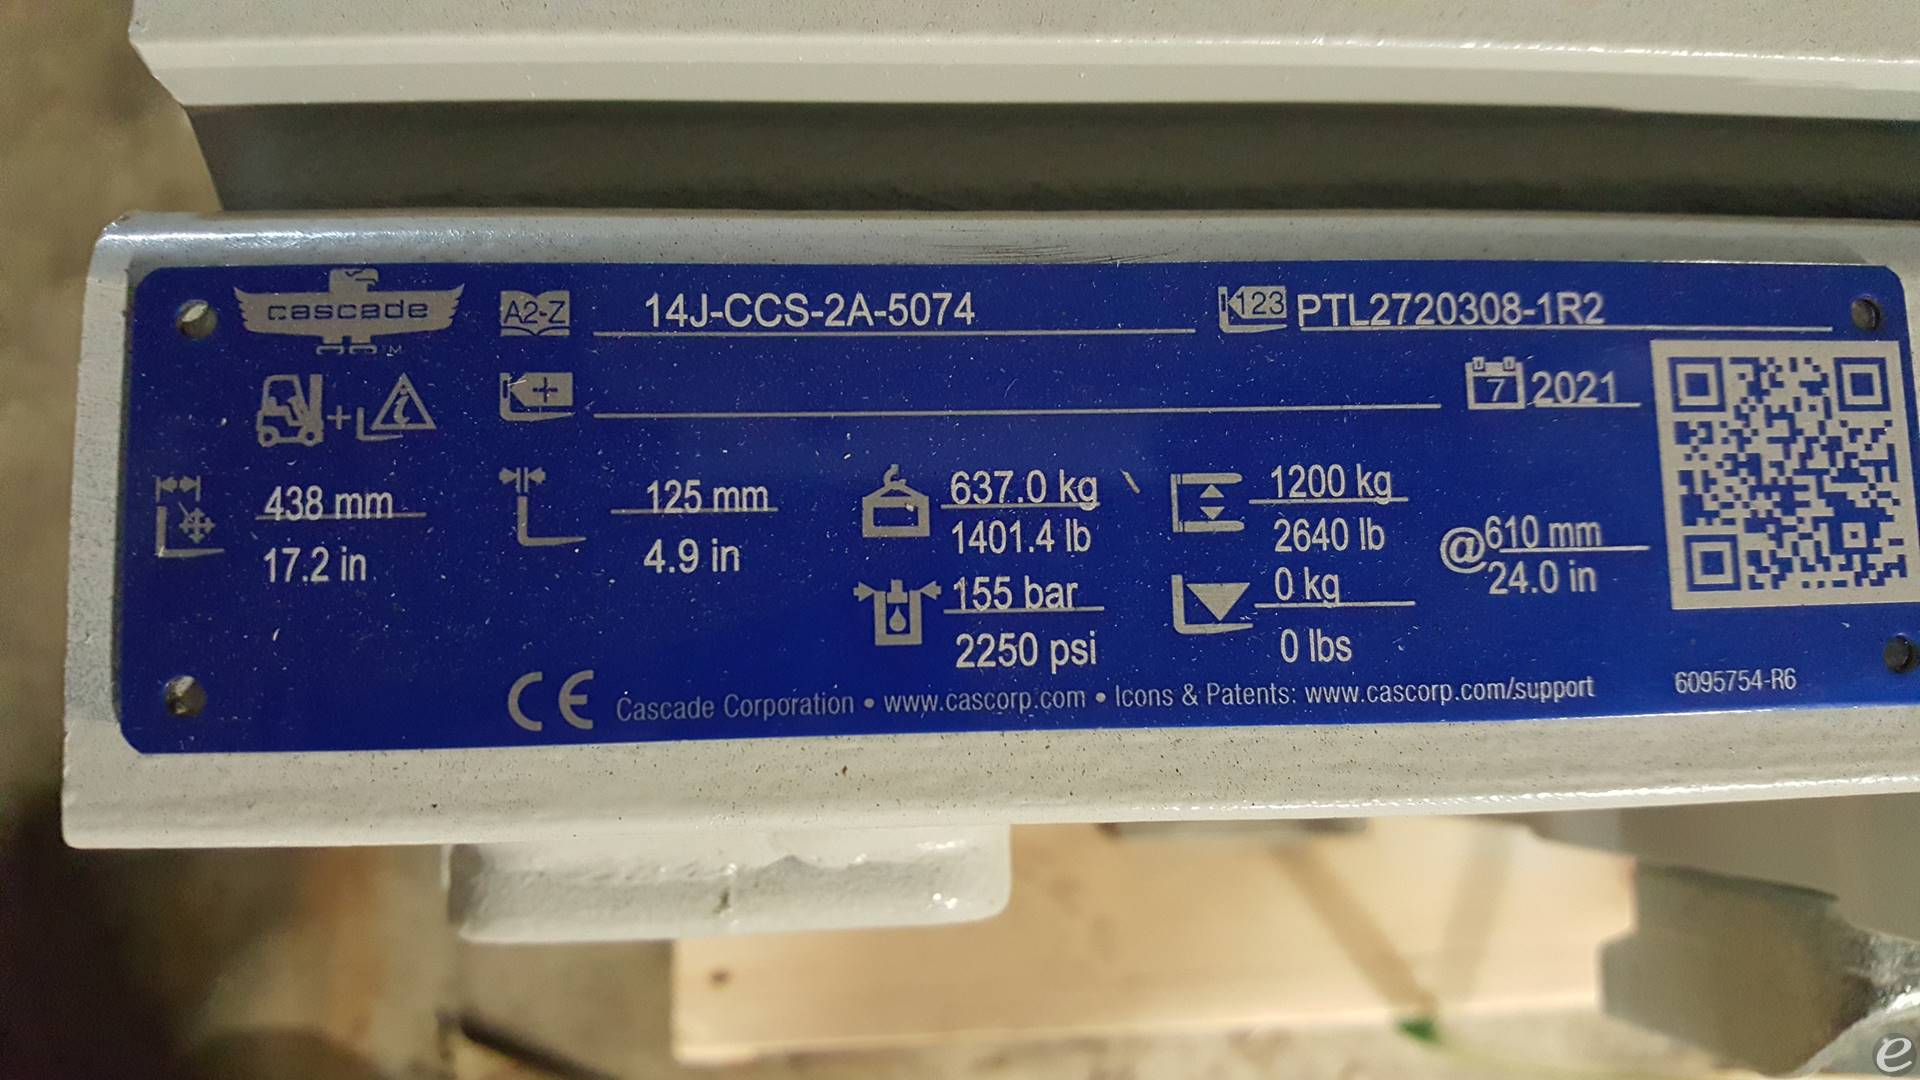 cascade
A2-Z 14J-CCS-2A-5074
123 PTL2720308-1R2
7 2021
438 mm
17.2 in
125 mm
4.9 in
637.0 kg
1401.4 lb
155 bar
2250 psi
1200 kg
2640 lb
0 kg
0 lbs
@ 610 mm
24.0 in
CE Cascade Corporation • www.cascorp.com • Icons & Patents: www.cascorp.com/support 6095754-R6
e